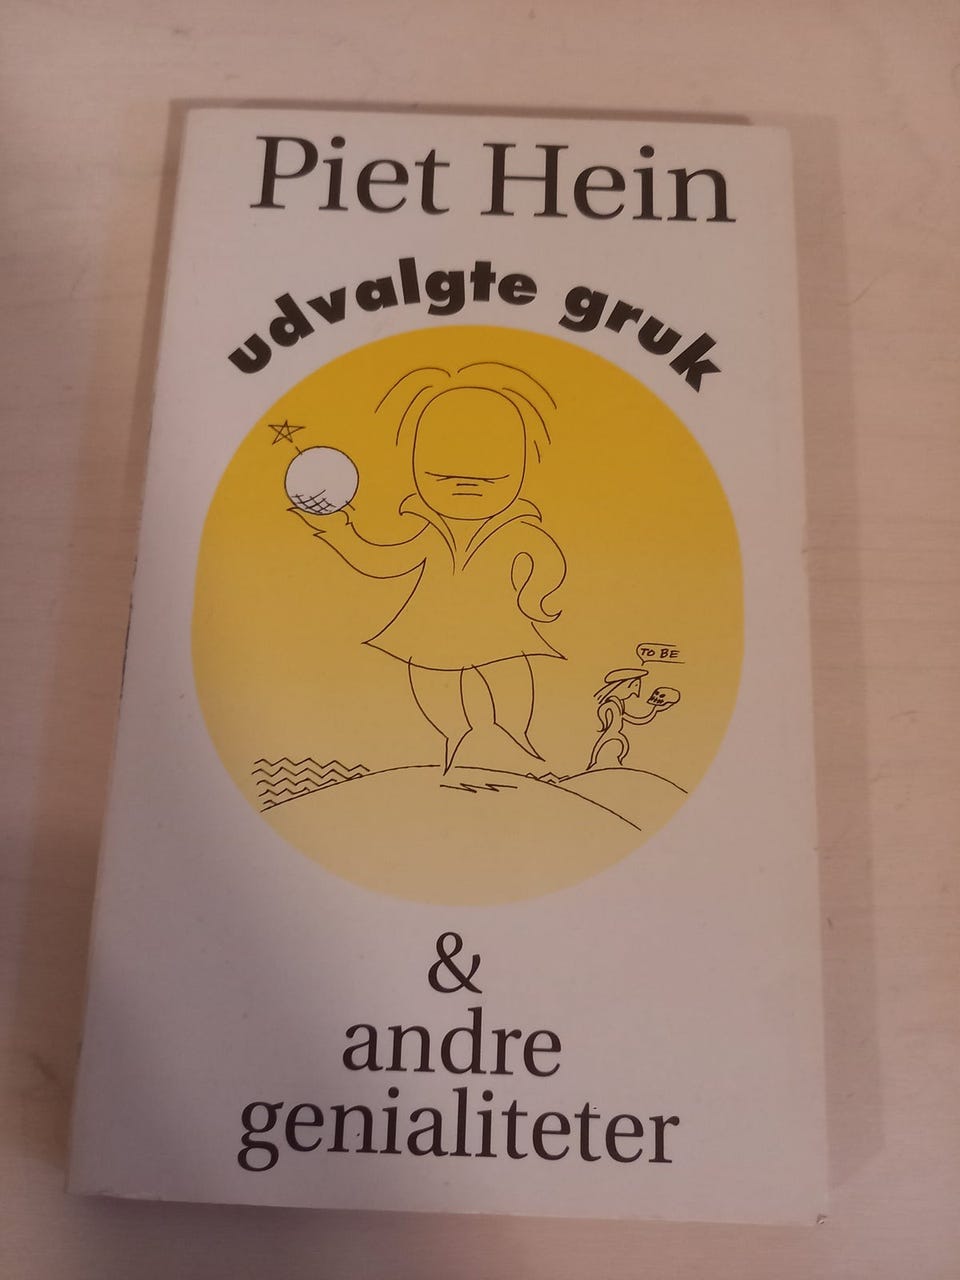 Piet Hein
udvalgte gruk
TO BE
&
andre
genialiteter